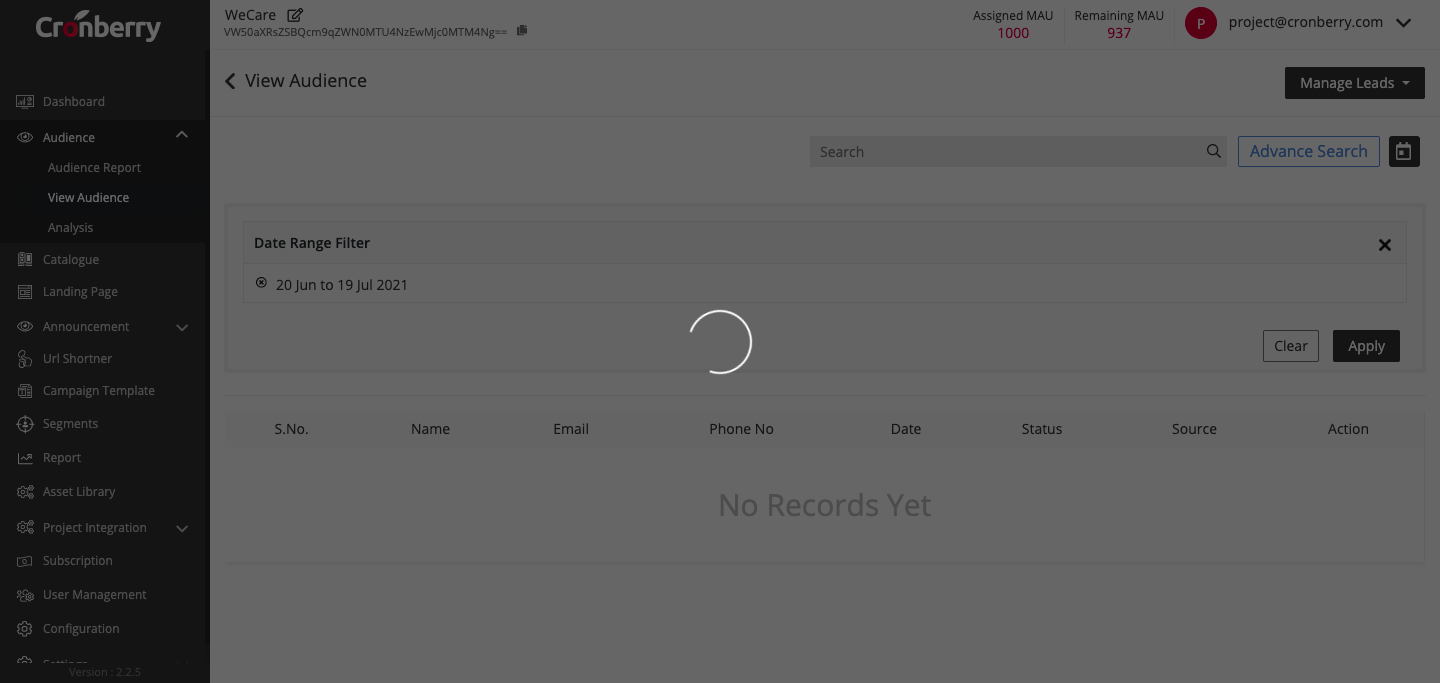 Cronberry
WeCare
VW50aXRsZSBQcm9qZWN0MTU4NzEwMjc0MTM4Ng==
Assigned MAU
1000
Remaining MAU
937
P
project@cronberry.com
View Audience
Manage Leads
Dashboard
Audience
Audience Report
View Audience
Analysis
Catalogue
Landing Page
Announcement
Url Shortner
Campaign Template
Segments
Report
Asset Library
Project Integration
Subscription
User Management
Configuration
Settings
Version : 2.2.5
Search
Advance Search
Date Range Filter
20 Jun to 19 Jul 2021
Clear
Apply
S.No. Name Email Phone No Date Status Source Action
No Records Yet